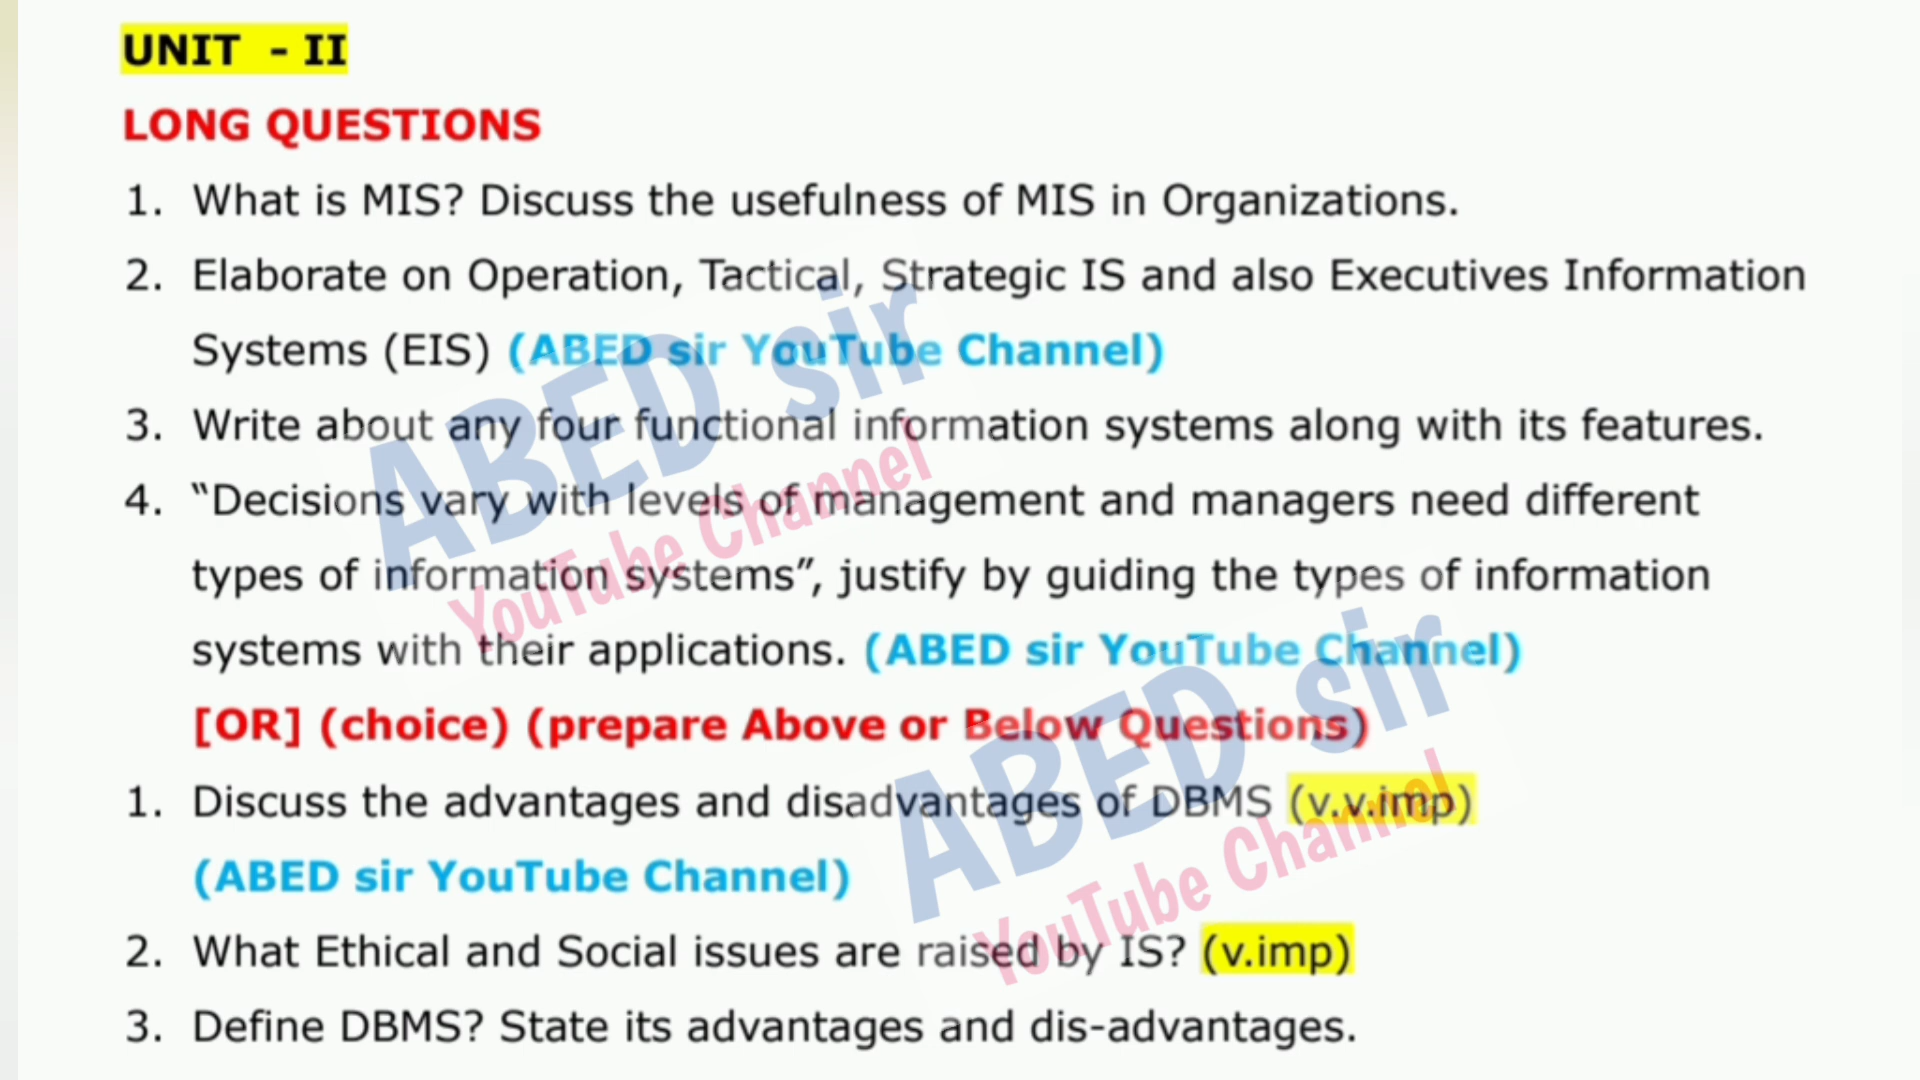 UNIT - II
LONG QUESTIONS
1. What is MIS? Discuss the usefulness of MIS in Organizations.
2. Elaborate on Operation, Tactical, Strategic IS and also Executives Information
Systems (EIS) (ABED sir YouTube Channel)
3. Write about any four functional information systems along with its features.
4. “Decisions vary with levels of management and managers need different
types of information systems”, justify by guiding the types of information
systems with their applications. (ABED sir YouTube Channel)
[OR] (choice) (prepare Above or Below Questions)
1. Discuss the advantages and disadvantages of DBMS (v.v.imp)
(ABED sir YouTube Channel)
2. What Ethical and Social issues are raised by IS? (v.imp)
3. Define DBMS? State its advantages and dis-advantages.
ABED sir
YouTube Channel
ABED sir
YouTube Channel